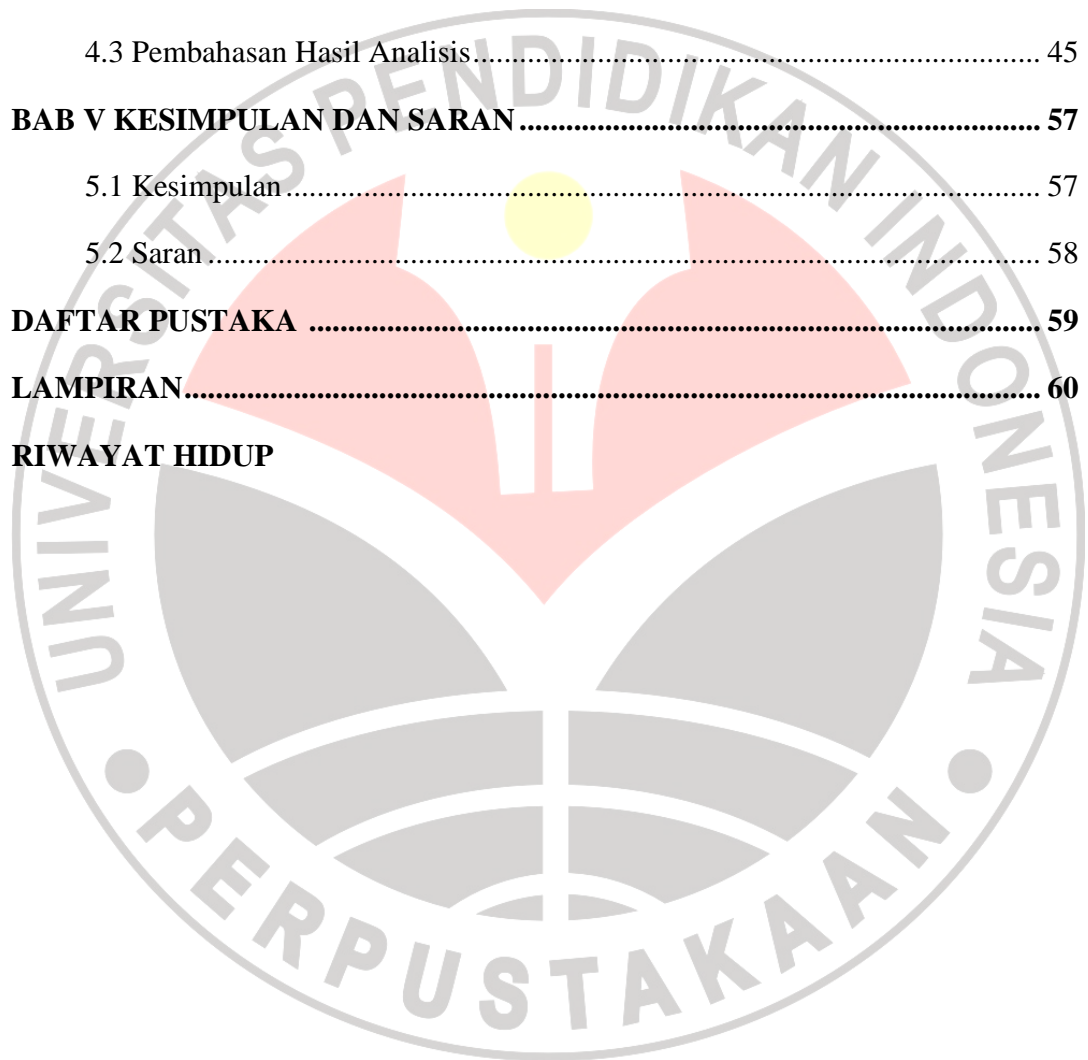 4.3 Pembahasan Hasil Analisis.......................................................................... 45
BAB V KESIMPULAN DAN SARAN.................................................................... 57
5.1 Kesimpulan................................................................................................ 57
5.2 Saran.......................................................................................................... 58
DAFTAR PUSTAKA ............................................................................................... 59
LAMPIRAN............................................................................................................... 60
RIWAYAT HIDUP
UNIVERSITAS PENDIDIKAN INDONESIA
PERPUSTAKAAN